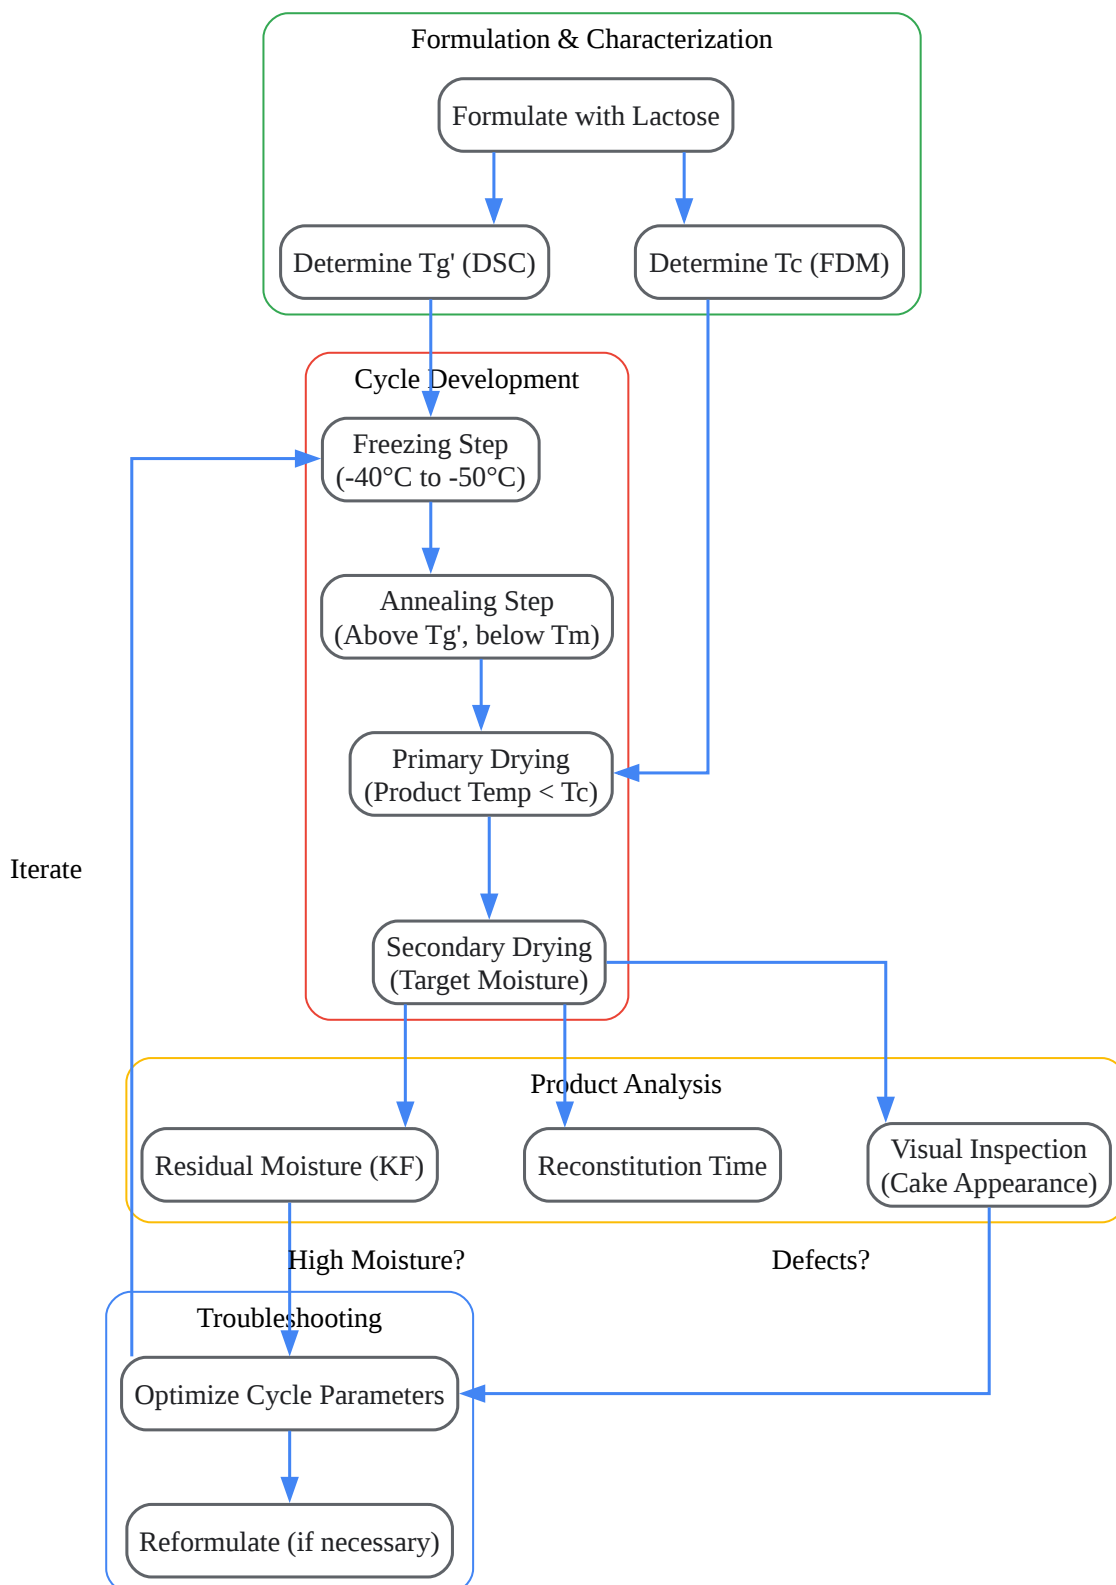 Formulation & Characterization
Formulate with Lactose
Determine Tg' (DSC)
Determine Tc (FDM)
Cycle Development
Freezing Step
(-40°C to -50°C)
Annealing Step
(Above Tg', below Tm)
Primary Drying
(Product Temp < Tc)
Iterate
Secondary Drying
(Target Moisture)
Product Analysis
Residual Moisture (KF)
Reconstitution Time
Visual Inspection
(Cake Appearance)
High Moisture?
Defects?
Troubleshooting
Optimize Cycle Parameters
Reformulate (if necessary)